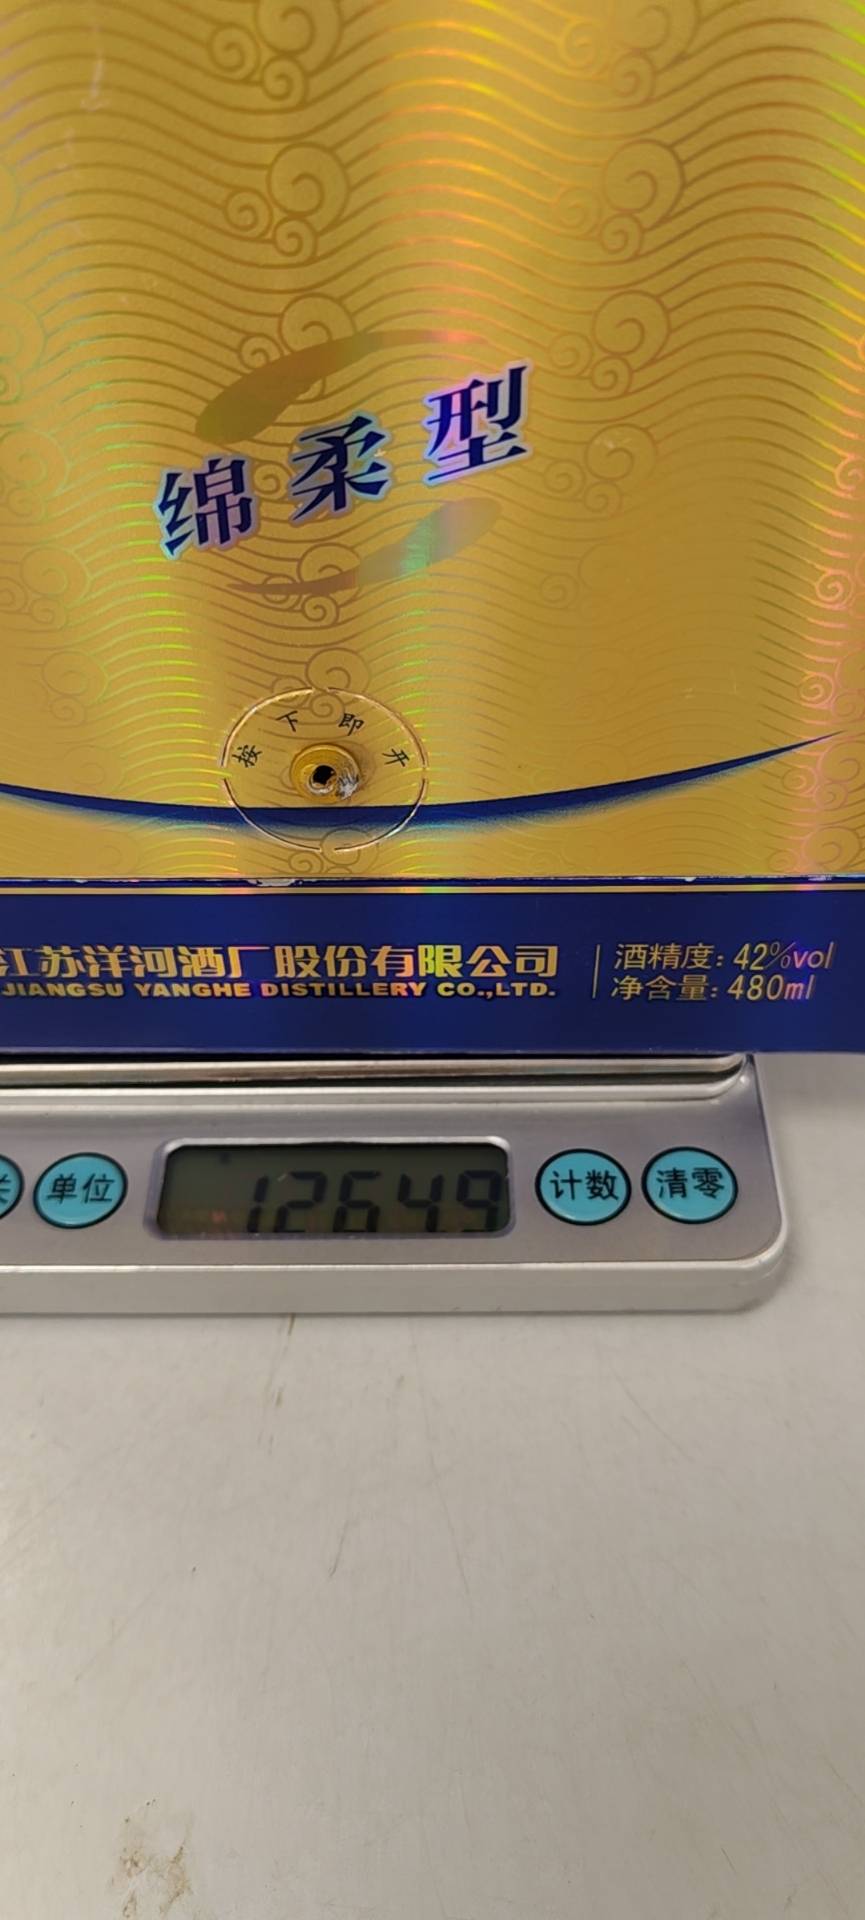 绵柔型
按下即开
江苏洋河酒厂股份有限公司
JIANGSU YANGHE DISTILLERY CO.,LTD.
酒精度: 42%vol
净含量: 480ml
单位
12649
计数
清零